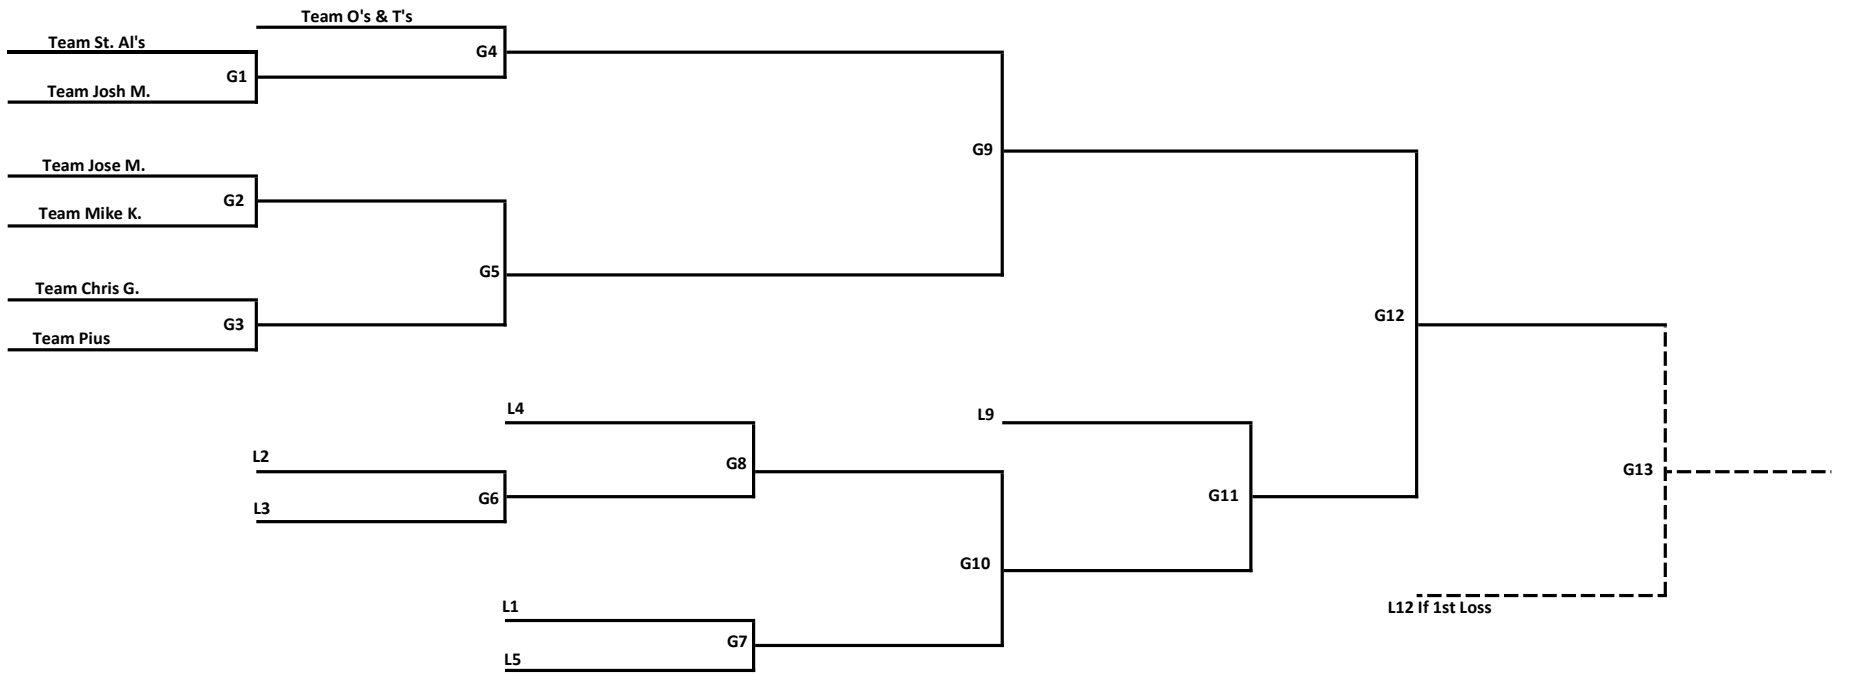 Team O's & T's
Team St. Al's
G4
G1
Team Josh M.
G9
Team Jose M.
G2
Team Mike K.
G5
Team Chris G.
G12
G3
Team Pius
L4
L9
L2
G8
G13
G6
G11
L3
G10
L1
L12 If 1st Loss
G7
L5